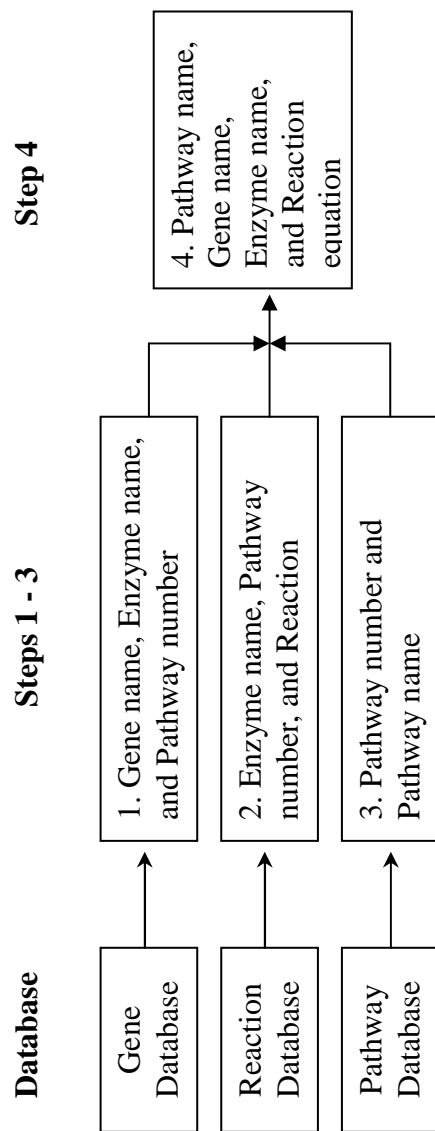 Database
Steps 1 - 3
Step 4
Gene
Database
1. Gene name, Enzyme name,
and Pathway number
Reaction
Database
2. Enzyme name, Pathway
number, and Reaction
Pathway
Database
3. Pathway number and
Pathway name
4. Pathway name,
Gene name,
Enzyme name,
and Reaction
equation